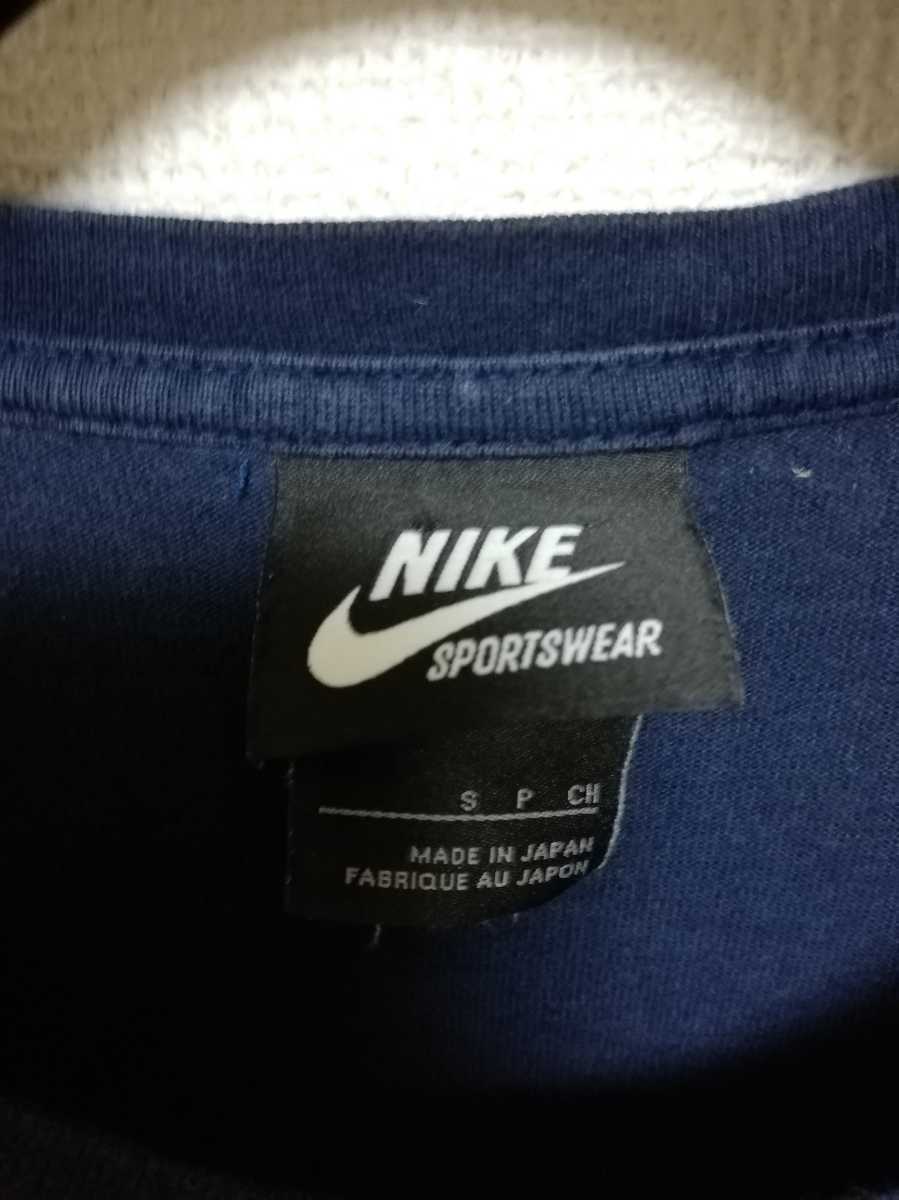 NIKE
SPORTSWEAR
S P CH
MADE IN JAPAN
FABRIQUE AU JAPON